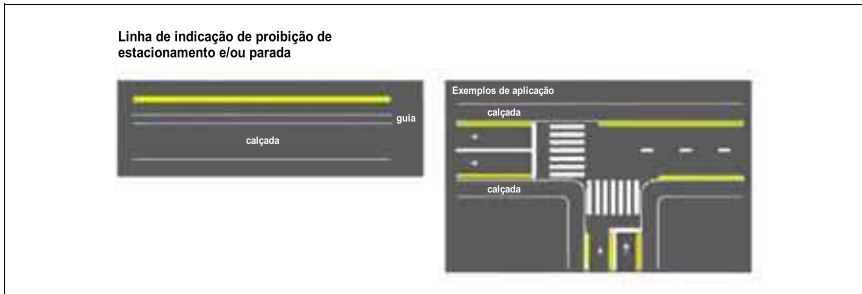 Linha de indicação de proibição de
estacionamento e/ou parada
guia
calçada
Exemplos de aplicação
calçada
calçada